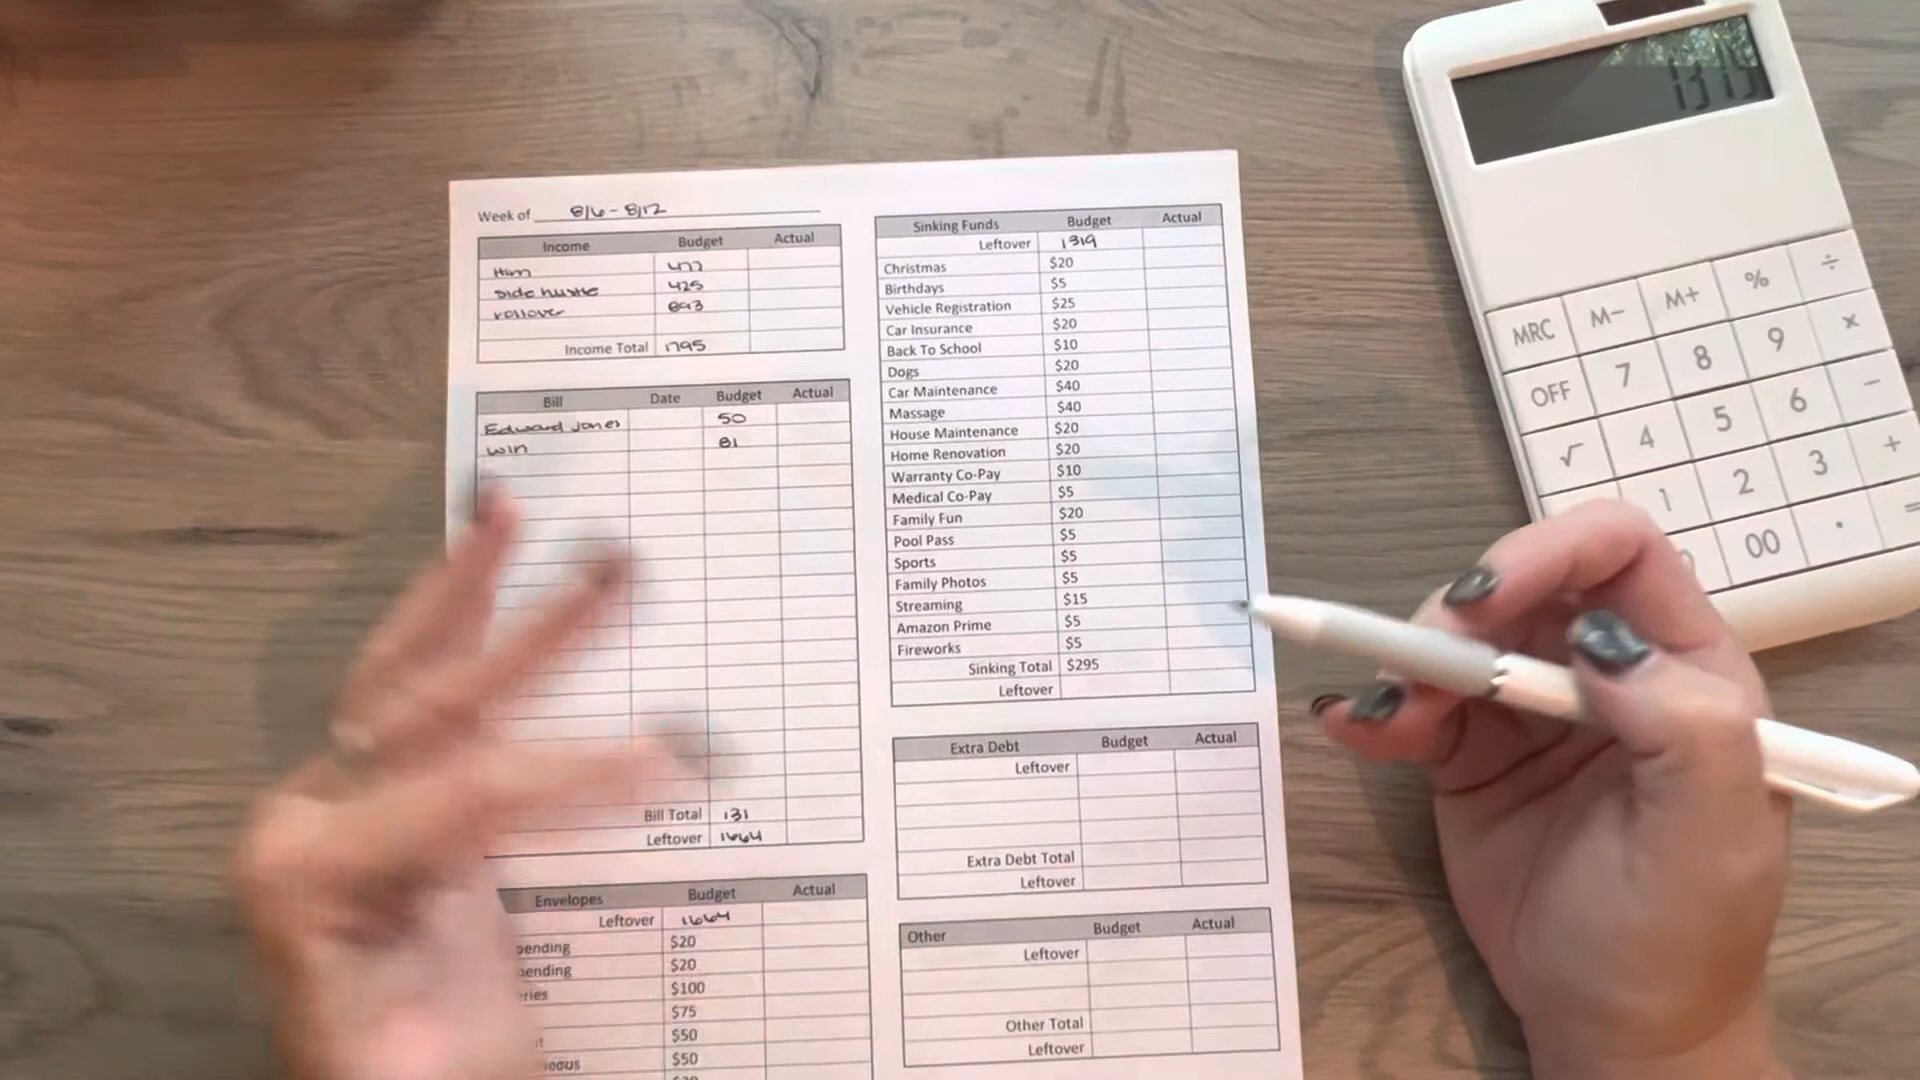 Week of 8/6 - 8/12
Income Budget Actual
Him 477
side hustle 425
rollover 893
Income Total 1795
Bill Date Budget Actual
Edward Jones 50
win 81
Bill Total 131
Leftover 1664
Envelopes Budget Actual
Leftover 1664
pending $20
ending $20
eries $100
$75
$50
$50
Sinking Funds Budget Actual
Leftover 1319
Christmas $20
Birthdays $5
Vehicle Registration $25
Car Insurance $20
Back To School $10
Dogs $20
Car Maintenance $40
Massage $40
House Maintenance $20
Home Renovation $20
Warranty Co-Pay $10
Medical Co-Pay $5
Family Fun $20
Pool Pass $5
Sports $5
Family Photos $5
Streaming $15
Amazon Prime $5
Fireworks $5
Sinking Total $295
Leftover
Extra Debt Budget Actual
Leftover
Extra Debt Total
Leftover
Other Budget Actual
Leftover
Other Total
Leftover
1319
MRC M− M+ % ÷
OFF 7 8 9 ×
√ 4 5 6 −
1 2 3 +
00 . =